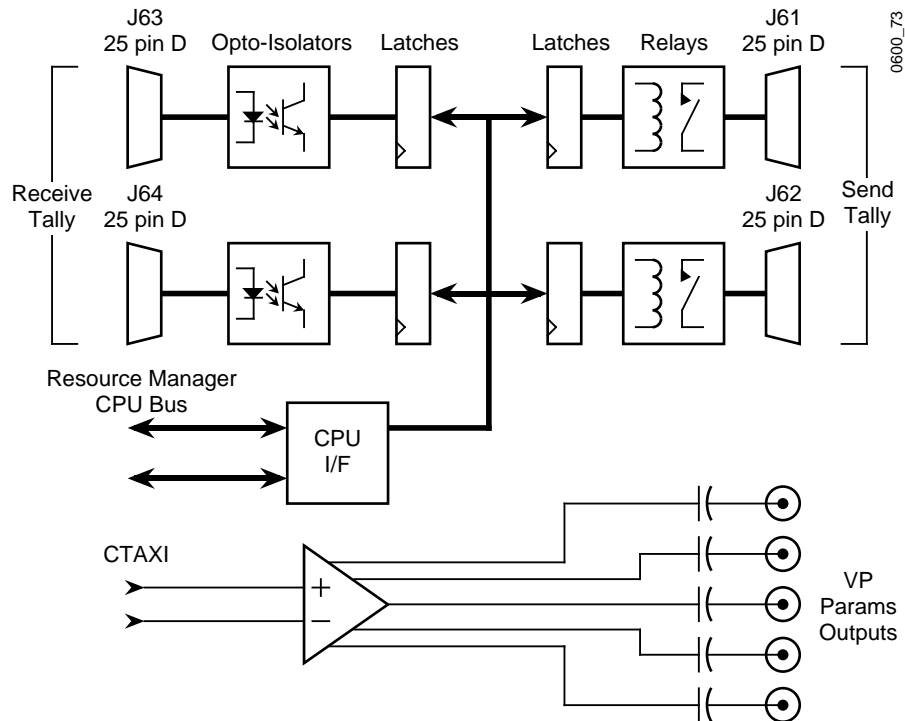 J63
25 pin D
Opto-Isolators
Latches
Latches
Relays
J61
25 pin D
0600_73
Receive
Tally
J64
25 pin D
J62
25 pin D
Send
Tally
Resource Manager
CPU Bus
CPU
I/F
CTAXI
+
−
VP
Params
Outputs